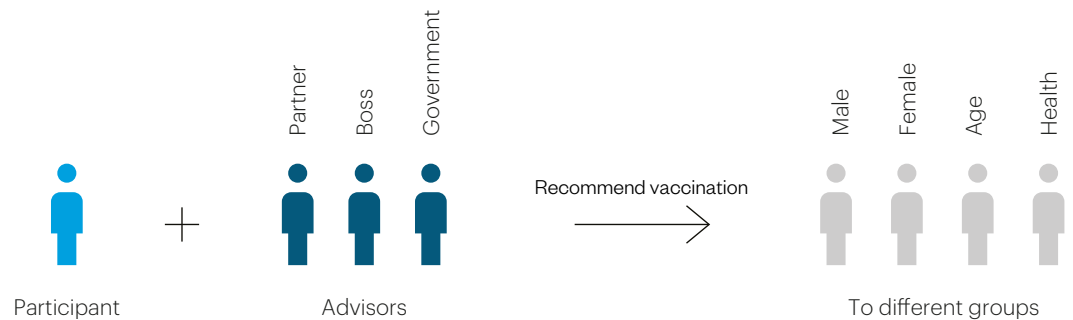 Partner
Boss
Government
Male
Female
Age
Health
Recommend vaccination
Participant
Advisors
To different groups